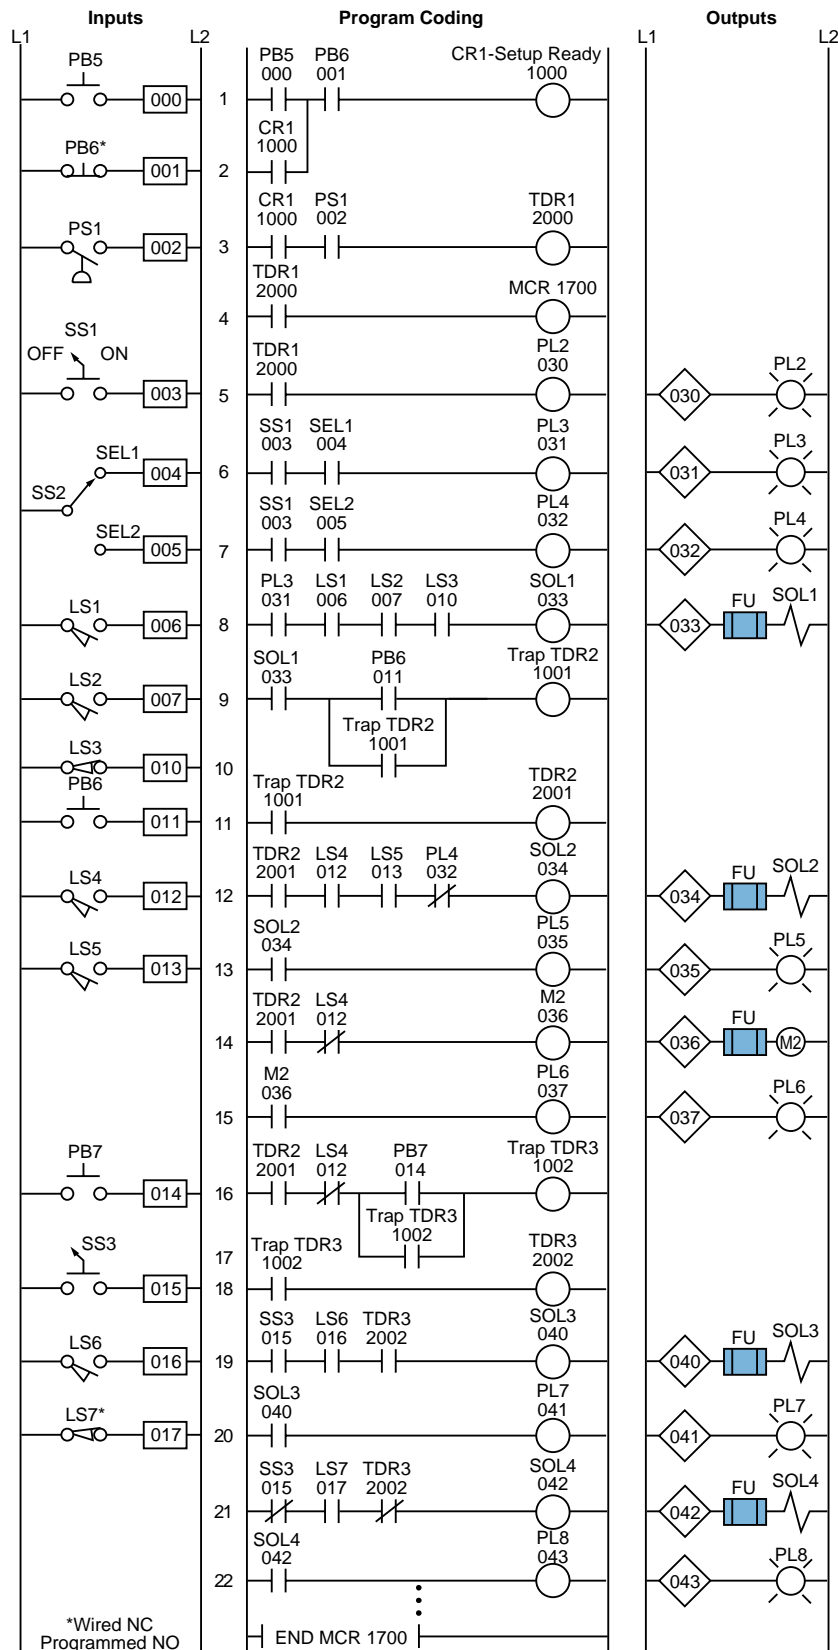 Inputs Program Coding Outputs
L1 L2 L1 L2
PB5 PB5 PB6 CR1-Setup Ready
000 001 1000
000 1
CR1
1000
PB6*
001 2
CR1 PS1 TDR1
1000 002 2000
PS1
002 3
TDR1
2000 MCR 1700
4
SS1
OFF ON
TDR1 PL2
2000 030 PL2
003 5 030
SS1 SEL1 PL3
003 004 031 PL3
SEL1
004 6 031
SS2
SS1 SEL2 PL4
003 005 032 PL4
SEL2
005 7 032
PL3 LS1 LS2 LS3 SOL1
031 006 007 010 033
LS1 FU SOL1
006 8 033
SOL1 PB6 Trap TDR2
033 011 1001
LS2
007 9
Trap TDR2
1001
LS3
010 10
PB6
Trap TDR2 TDR2
1001 2001
011 11
TDR2 LS4 LS5 PL4 SOL2
2001 012 013 032 034
LS4 FU SOL2
012 12 034
SOL2 PL5
034 035
LS5 PL5
013 13 035
TDR2 LS4 M2
2001 012 036
FU
14 036 M2
M2 PL6
036 037 PL6
15 037
TDR2 LS4 PB7 Trap TDR3
2001 012 014 1002
PB7
014 16
Trap TDR3
1002
17
SS3
Trap TDR3 TDR3
1002 2002
015 18
SS3 LS6 TDR3 SOL3
015 016 2002 040
LS6 FU SOL3
016 19 040
SOL3 PL7
040 041 PL7
LS7*
017 20 041
SS3 LS7 TDR3 SOL4
015 017 2002 042
FU SOL4
21 042
SOL4 PL8
042 043 PL8
22 043
*Wired NC
Programmed NO
END MCR 1700